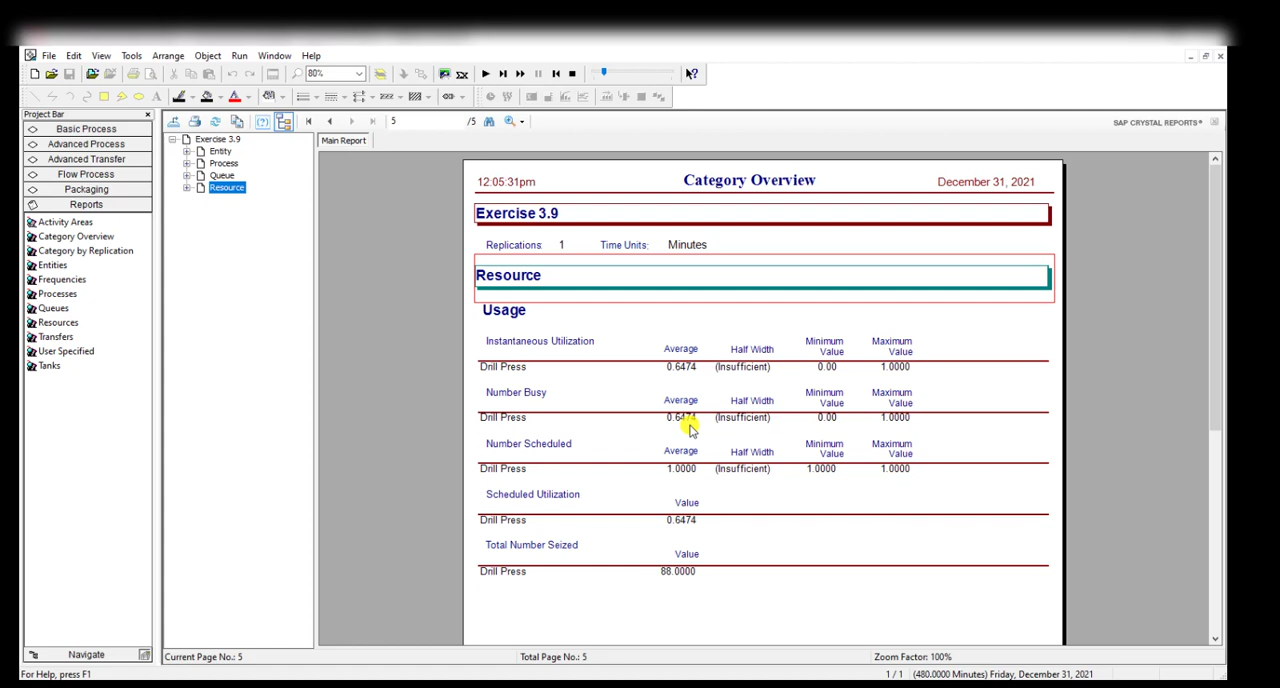 File Edit View Tools Arrange Object Run Window Help
80%
Project Bar
Basic Process
Advanced Process
Advanced Transfer
Flow Process
Packaging
Reports
Activity Areas
Category Overview
Category by Replication
Entities
Frequencies
Processes
Queues
Resources
Transfers
User Specified
Tanks
Navigate
5 /5
SAP CRYSTAL REPORTS®
Exercise 3.9
Entity
Process
Queue
Resource
Main Report
12:05:31pm Category Overview December 31, 2021
Exercise 3.9
Replications: 1 Time Units: Minutes
Resource
Usage
Instantaneous Utilization Average Half Width Minimum Value Maximum Value
Drill Press 0.6474 (Insufficient) 0.00 1.0000
Number Busy Average Half Width Minimum Value Maximum Value
Drill Press 0.6474 (Insufficient) 0.00 1.0000
Number Scheduled Average Half Width Minimum Value Maximum Value
Drill Press 1.0000 (Insufficient) 1.0000 1.0000
Scheduled Utilization Value
Drill Press 0.6474
Total Number Seized Value
Drill Press 88.0000
Current Page No.: 5 Total Page No.: 5 Zoom Factor: 100%
For Help, press F1 1 / 1 (480.0000 Minutes) Friday, December 31, 2021